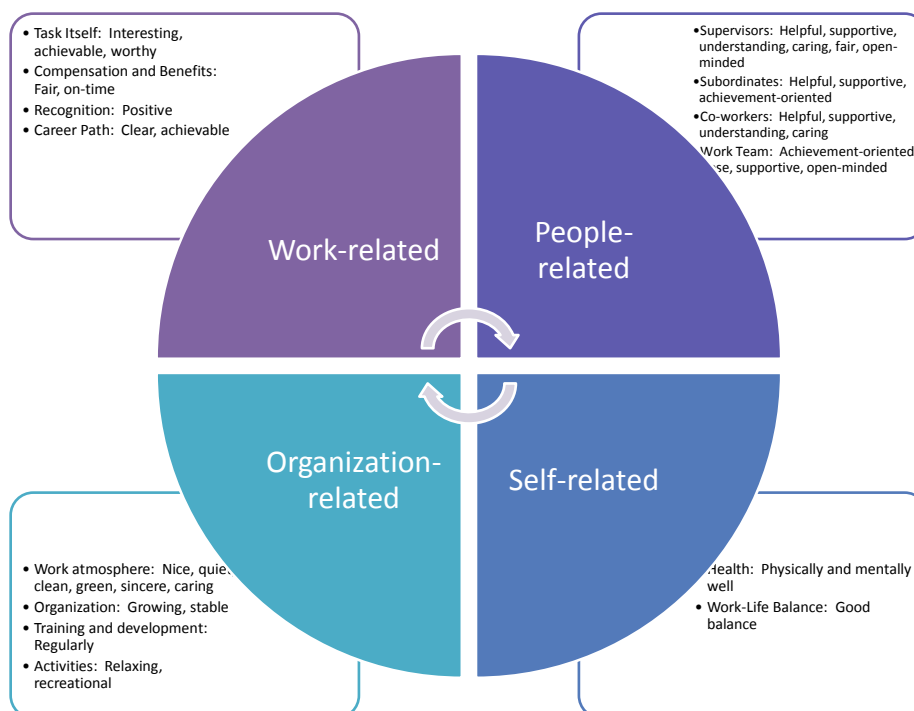 • Task Itself: Interesting,
achievable, worthy
• Compensation and Benefits:
Fair, on-time
• Recognition: Positive
• Career Path: Clear, achievable
•Supervisors: Helpful, supportive,
understanding, caring, fair, open-
minded
•Subordinates: Helpful, supportive,
achievement-oriented
•Co-workers: Helpful, supportive,
understanding, caring
Work Team: Achievement-oriented
supportive, open-minded
Work-related
People-
related
Organization-
related
Self-related
• Work atmosphere: Nice, quiet
clean, green, sincere, caring
• Organization: Growing, stable
• Training and development:
Regularly
• Activities: Relaxing,
recreational
Health: Physically and mentally
well
• Work-Life Balance: Good
balance